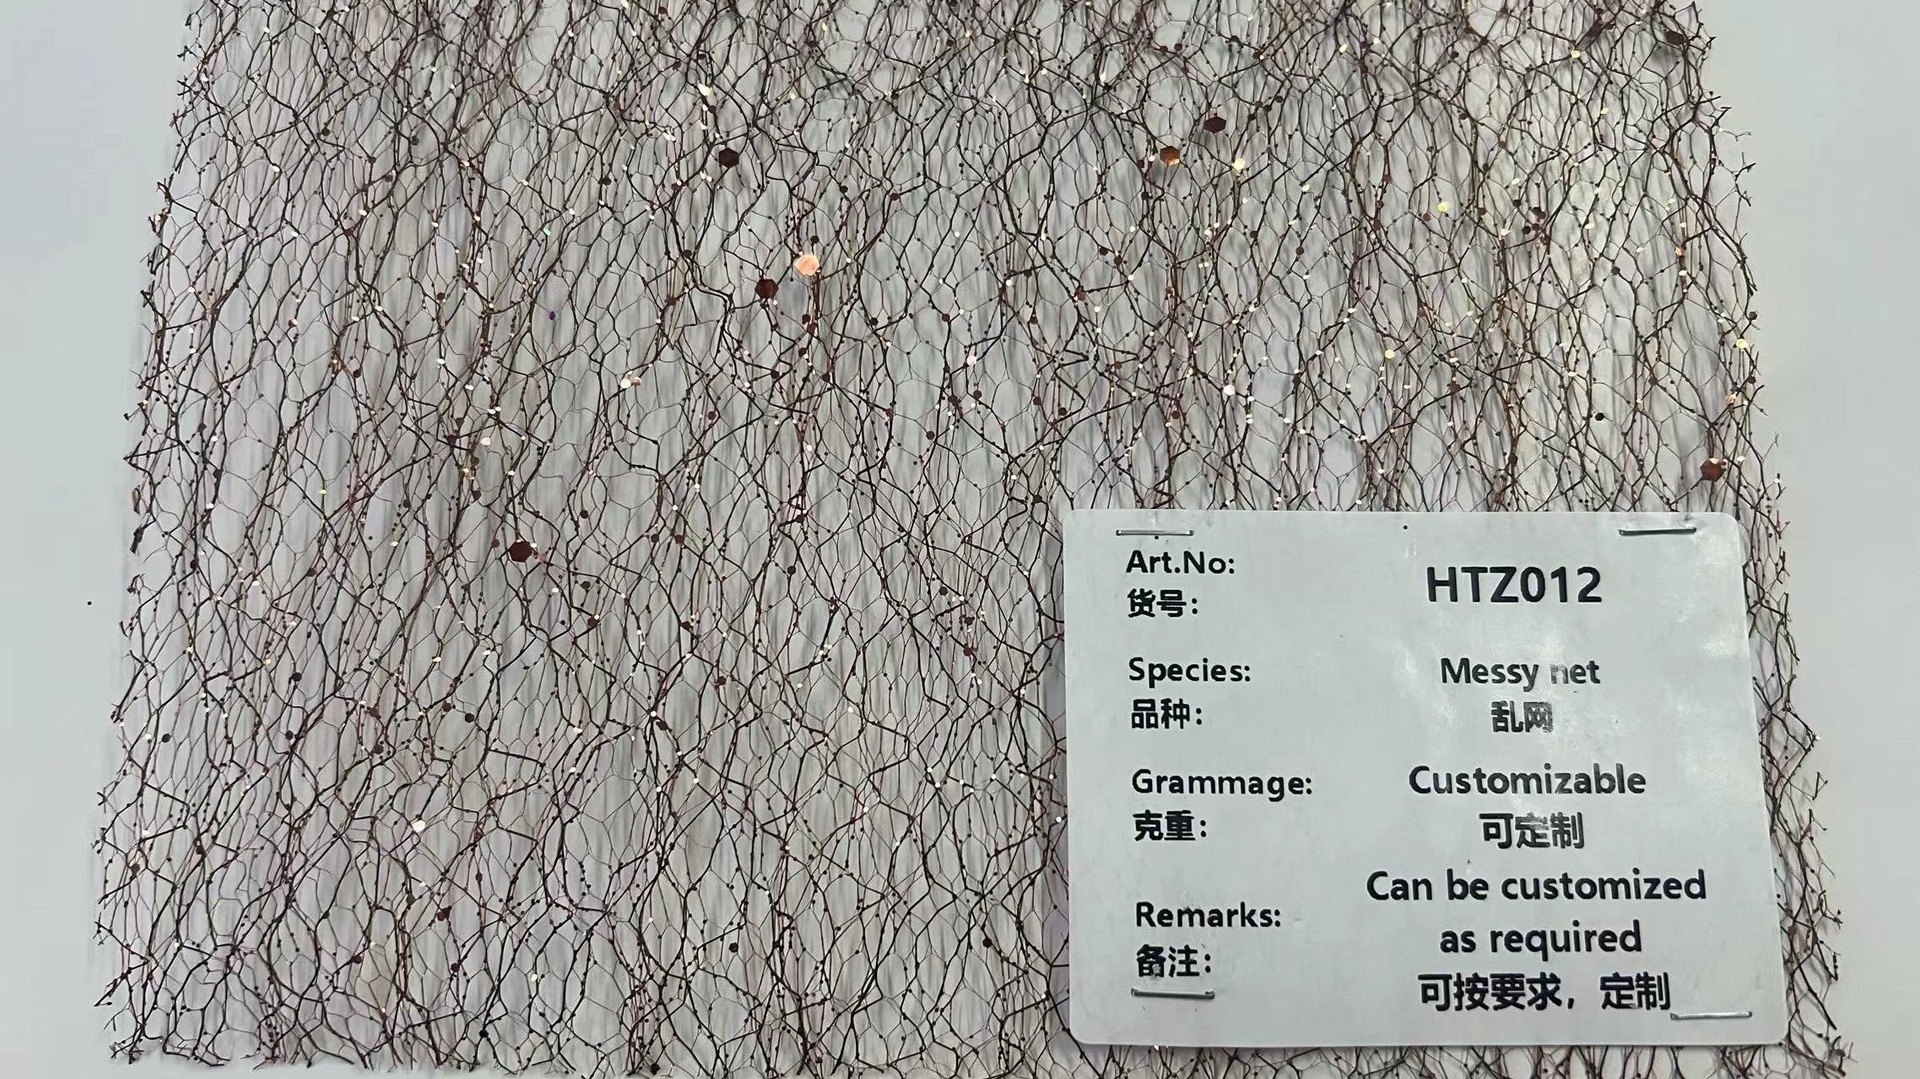 Art.No:
货号:
HTZ012
Species:
品种:
Messy net
乱网
Grammage:
克重:
Customizable
可定制
Remarks:
备注:
Can be customized
as required
可按要求，定制